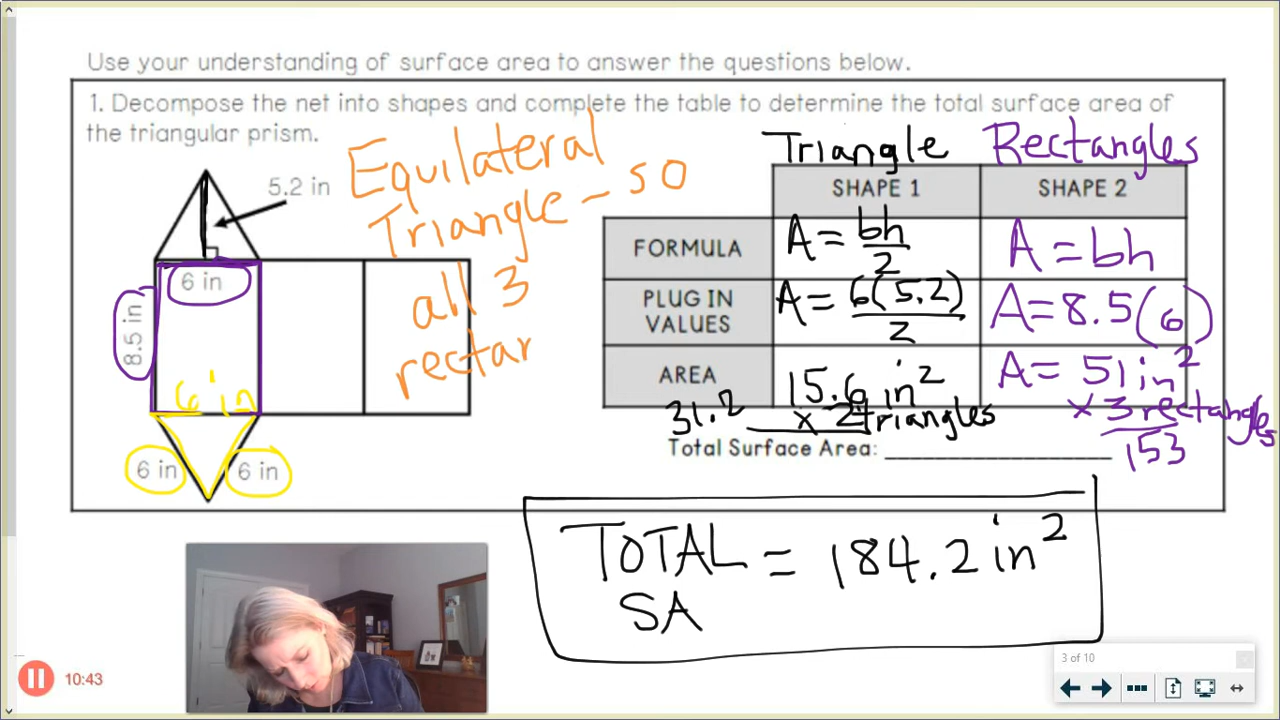 Use your understanding of surface area to answer the questions below.
1. Decompose the net into shapes and complete the table to determine the total surface area of
the triangular prism.
5.2 in
6 in
8.5 in
6 in
6 in
6 in
Equilateral
Triangle - so
all 3
rectan
Triangle Rectangles
SHAPE 1 SHAPE 2
FORMULA A = bh/2 A = bh
PLUG IN VALUES A = 6(5.2)/2 A = 8.5(6)
AREA 15.6 in² A = 51 in²
31.2 x 2 triangles x 3 rectangles
153
Total Surface Area: ____________________
TOTAL = 184.2 in²
SA
10:43
3 of 10